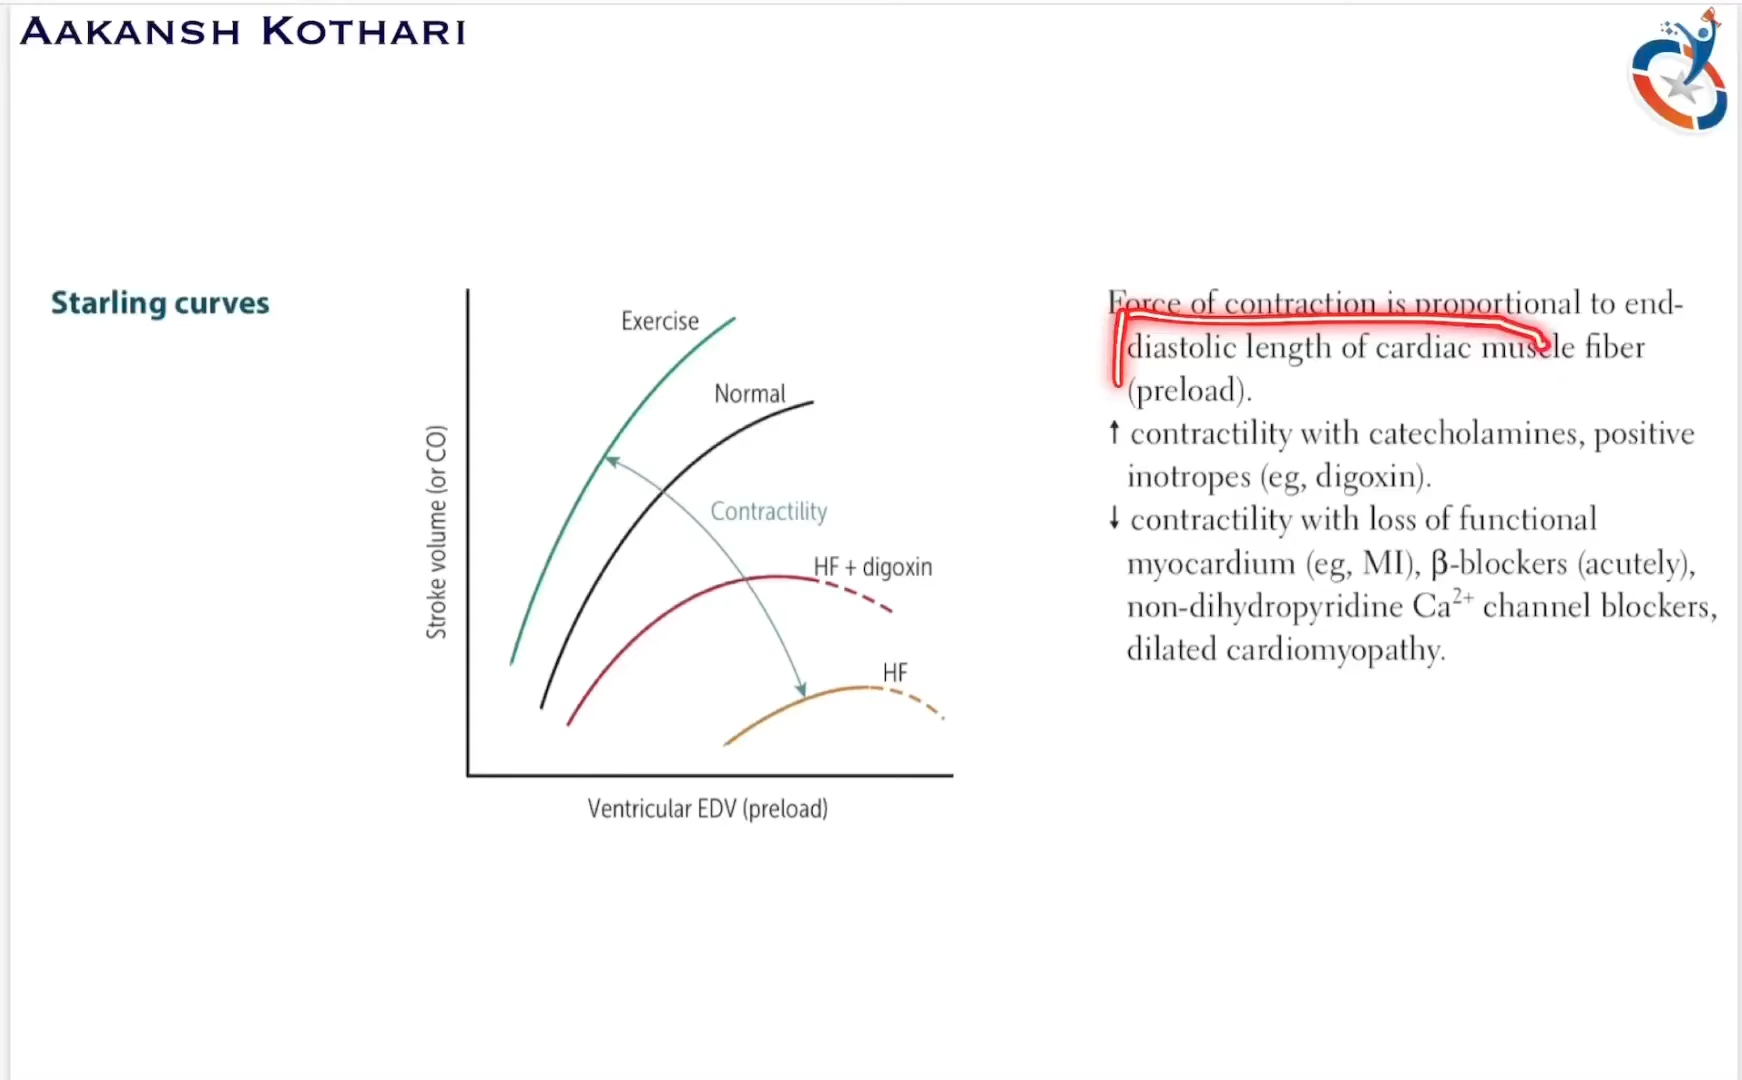 AAKANSH KOTHARI
Starling curves
Exercise
Normal
Contractility
HF + digoxin
HF
Stroke volume (or CO)
Ventricular EDV (preload)
Force of contraction is proportional to end-
diastolic length of cardiac muscle fiber
(preload).
↑ contractility with catecholamines, positive
inotropes (eg, digoxin).
↓ contractility with loss of functional
myocardium (eg, MI), β-blockers (acutely),
non-dihydropyridine Ca²⁺ channel blockers,
dilated cardiomyopathy.